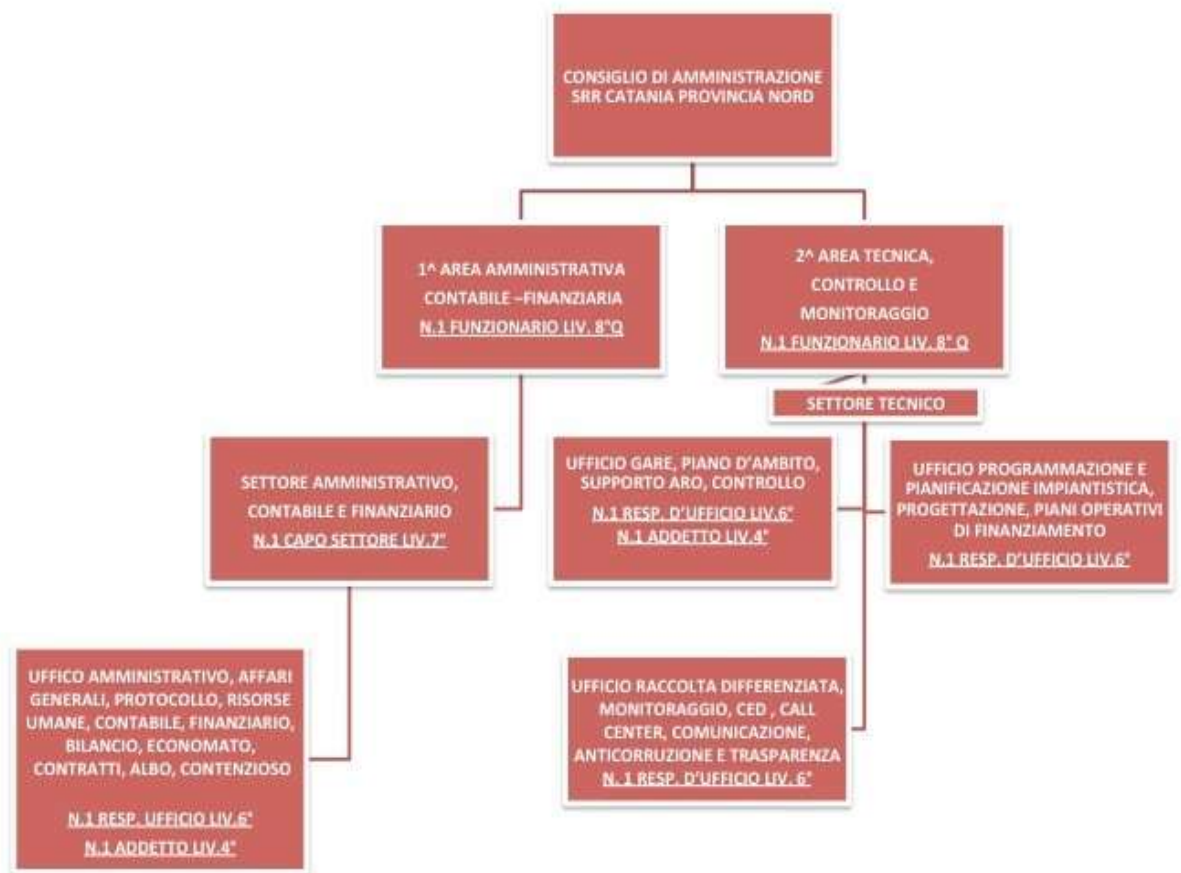 CONSIGLIO DI AMMINISTRAZIONE
SRR CATANIA PROVINCIA NORD
1^ AREA AMMINISTRATIVA
CONTABILE –FINANZIARIA
N.1 FUNZIONARIO LIV. 8°Q
2^ AREA TECNICA,
CONTROLLO E
MONITORAGGIO
N.1 FUNZIONARIO LIV. 8° Q
SETTORE TECNICO
SETTORE AMMINISTRATIVO,
CONTABILE E FINANZIARIO
N.1 CAPO SETTORE LIV.7°
UFFICIO GARE, PIANO D'AMBITO,
SUPPORTO ARO, CONTROLLO
N.1 RESP. D'UFFICIO LIV.6°
N.1 ADDETTO LIV.4°
UFFICIO PROGRAMMAZIONE E
PIANIFICAZIONE IMPIANTISTICA,
PROGETTAZIONE, PIANI OPERATIVI
DI FINANZIAMENTO
N.1 RESP. D'UFFICIO LIV.6°
UFFICO AMMINISTRATIVO, AFFARI
GENERALI, PROTOCOLLO, RISORSE
UMANE, CONTABILE, FINANZIARIO,
BILANCIO, ECONOMATO,
CONTRATTI, ALBO, CONTENZIOSO
N.1 RESP. UFFICIO LIV.6°
N.1 ADDETTO LIV.4°
UFFICIO RACCOLTA DIFFERENZIATA,
MONITORAGGIO, CED , CALL
CENTER, COMUNICAZIONE,
ANTICORRUZIONE E TRASPARENZA
N. 1 RESP. D'UFFICIO LIV. 6°